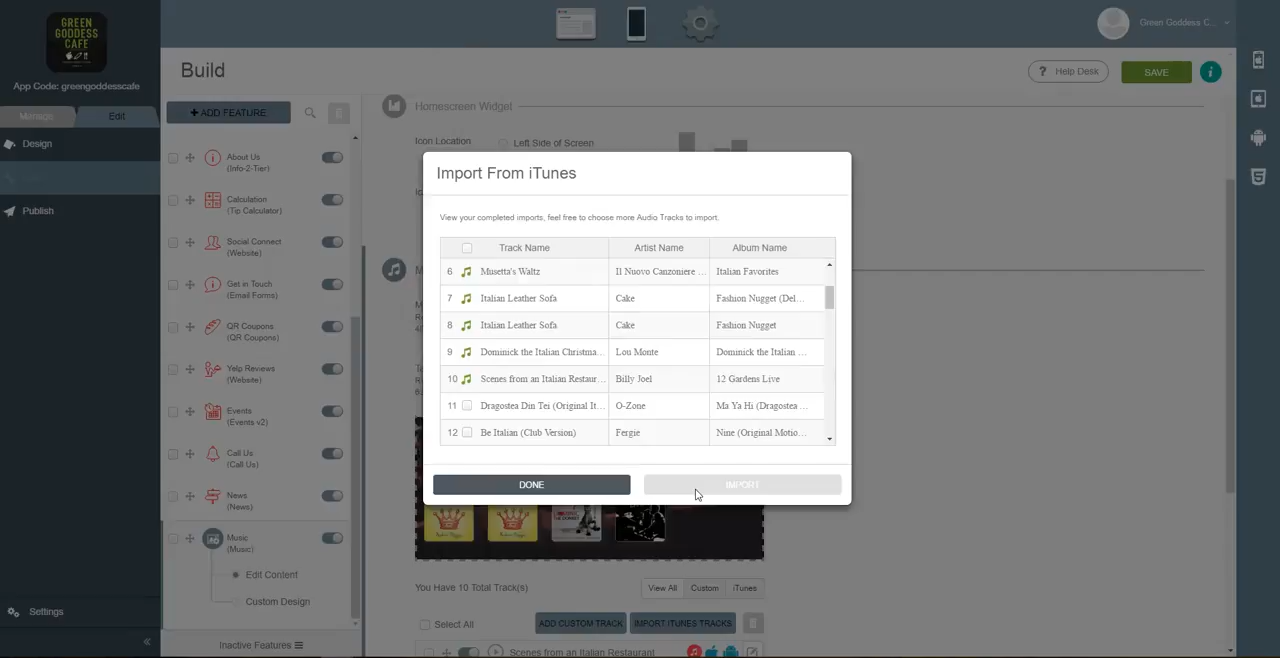 GREEN
GODDESS
CAFE
App Code: greengoddesscafe
Manage
Edit
Design
Publish
Settings
«
Green Goddess C...
Build
? Help Desk
SAVE
i
+ ADD FEATURE
About Us
(Info-2-Tier)
Calculation
(Tip Calculator)
Social Connect
(Website)
Get in Touch
(Email Forms)
QR Coupons
(QR Coupons)
Yelp Reviews
(Website)
Events
(Events v2)
Call Us
(Call Us)
News
(News)
Music
(Music)
Edit Content
Custom Design
Inactive Features
Homescreen Widget
Icon Location
Left Side of Screen
Import From iTunes
View your completed imports, feel free to choose more Audio Tracks to import.
Track Name Artist Name Album Name
6 Musetta's Waltz Il Nuovo Canzoniere ... Italian Favorites
7 Italian Leather Sofa Cake Fashion Nugget (Del...
8 Italian Leather Sofa Cake Fashion Nugget
9 Dominick the Italian Christma... Lou Monte Dominick the Italian ...
10 Scenes from an Italian Restaur... Billy Joel 12 Gardens Live
11 Dragostea Din Tei (Original It... O-Zone Ma Ya Hi (Dragostea ...
12 Be Italian (Club Version) Fergie Nine (Original Motio...
DONE
IMPORT
You Have 10 Total Track(s)
View All Custom iTunes
Select All
ADD CUSTOM TRACK
IMPORT ITUNES TRACKS
Scenes from an Italian Restaurant